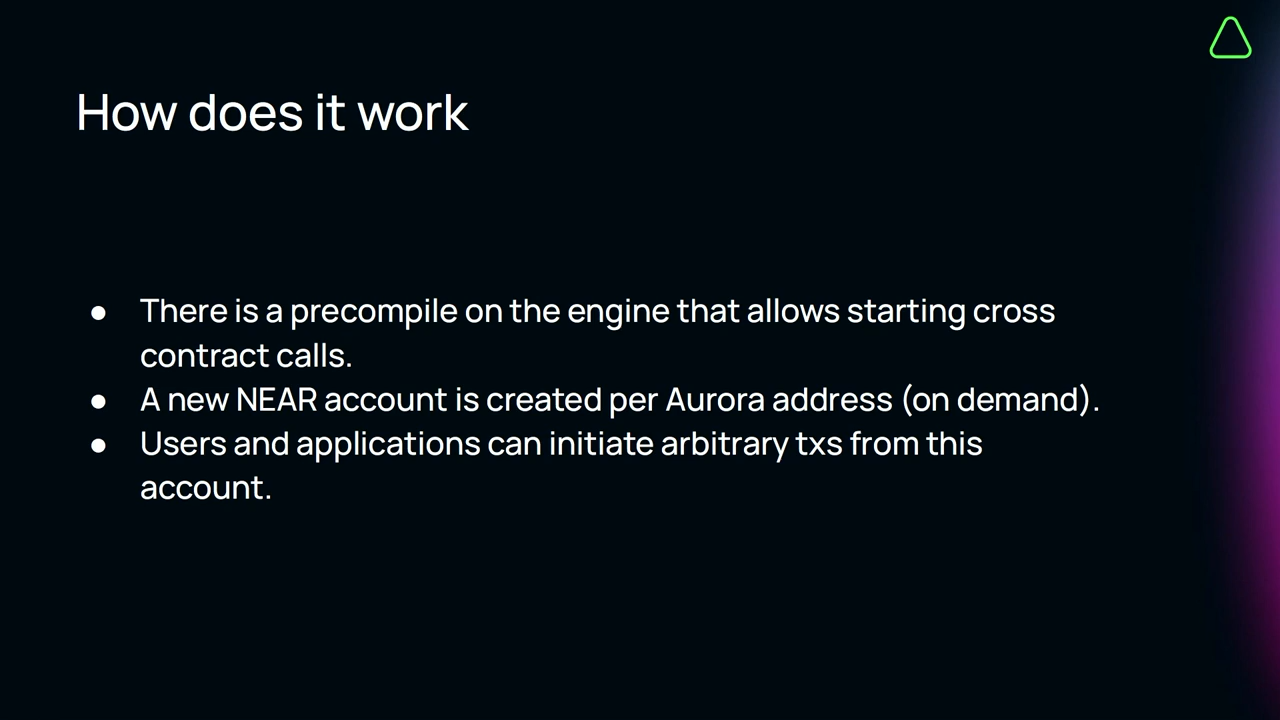 How does it work
● There is a precompile on the engine that allows starting cross
contract calls.
● A new NEAR account is created per Aurora address (on demand).
● Users and applications can initiate arbitrary txs from this
account.